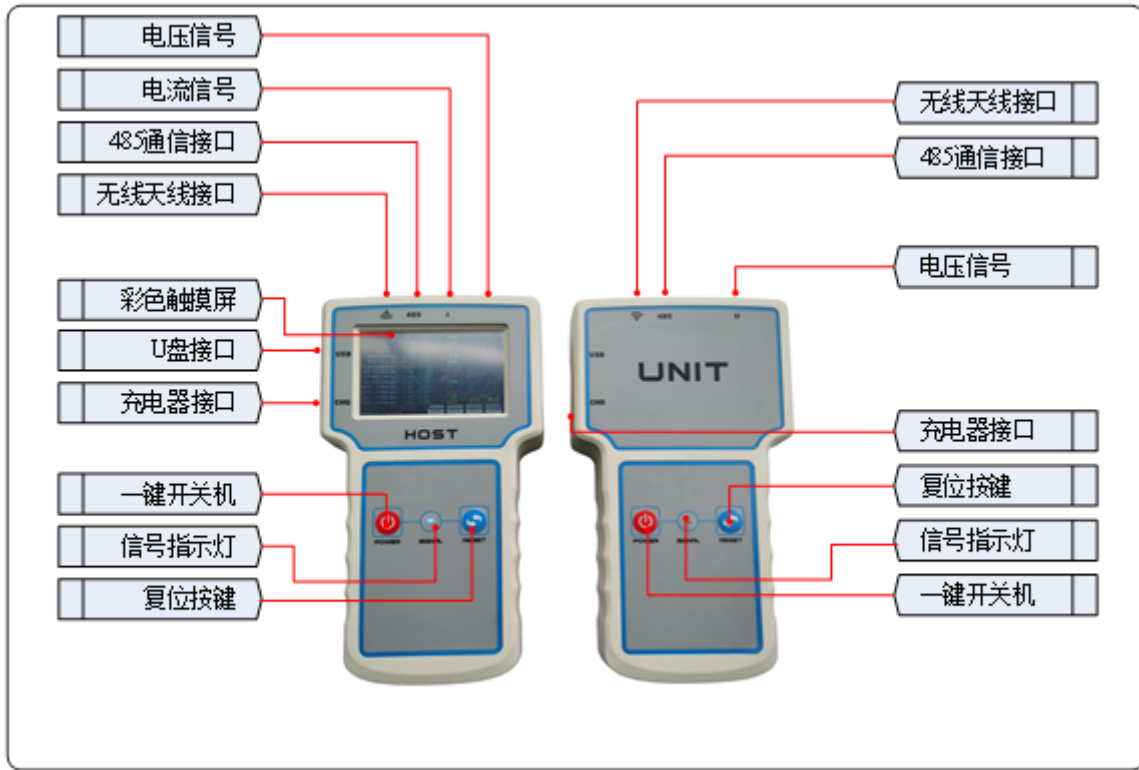 电压信号
电流信号
485通信接口
无线天线接口
彩色触摸屏
U盘接口
充电器接口
一键开关机
信号指示灯
复位按键
485
I
USB
CHG
HOST
POWER
SIGNAL
RESET
485
U
USB
UNIT
CHG
POWER
SIGNAL
RESET
无线天线接口
485通信接口
电压信号
充电器接口
复位按键
信号指示灯
一键开关机